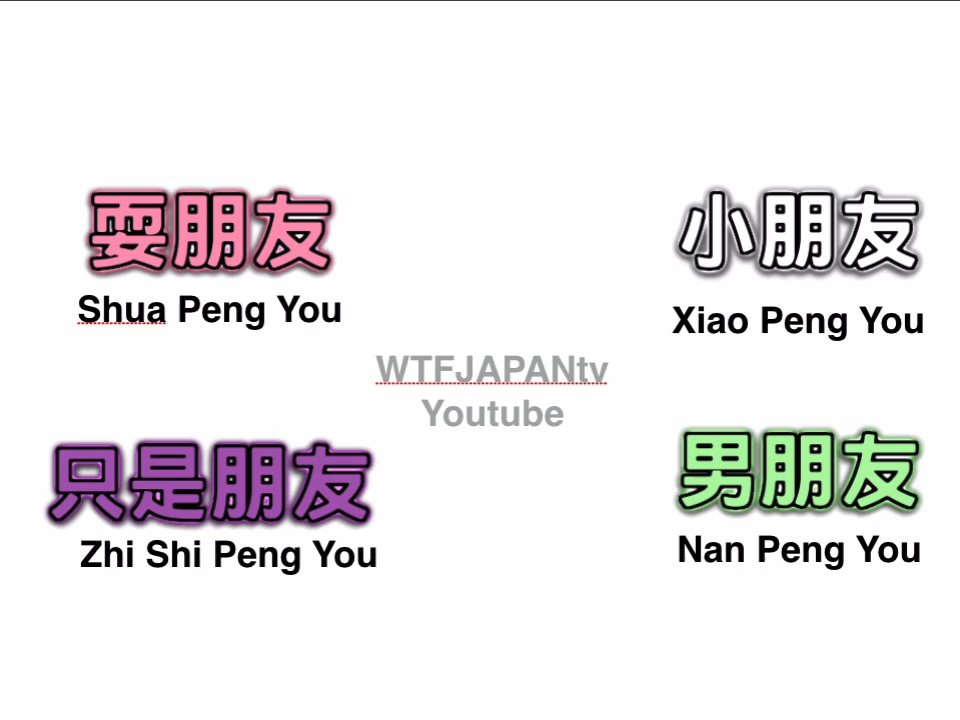 耍朋友
Shua Peng You
小朋友
Xiao Peng You
WTFJAPANtv
Youtube
只是朋友
Zhi Shi Peng You
男朋友
Nan Peng You